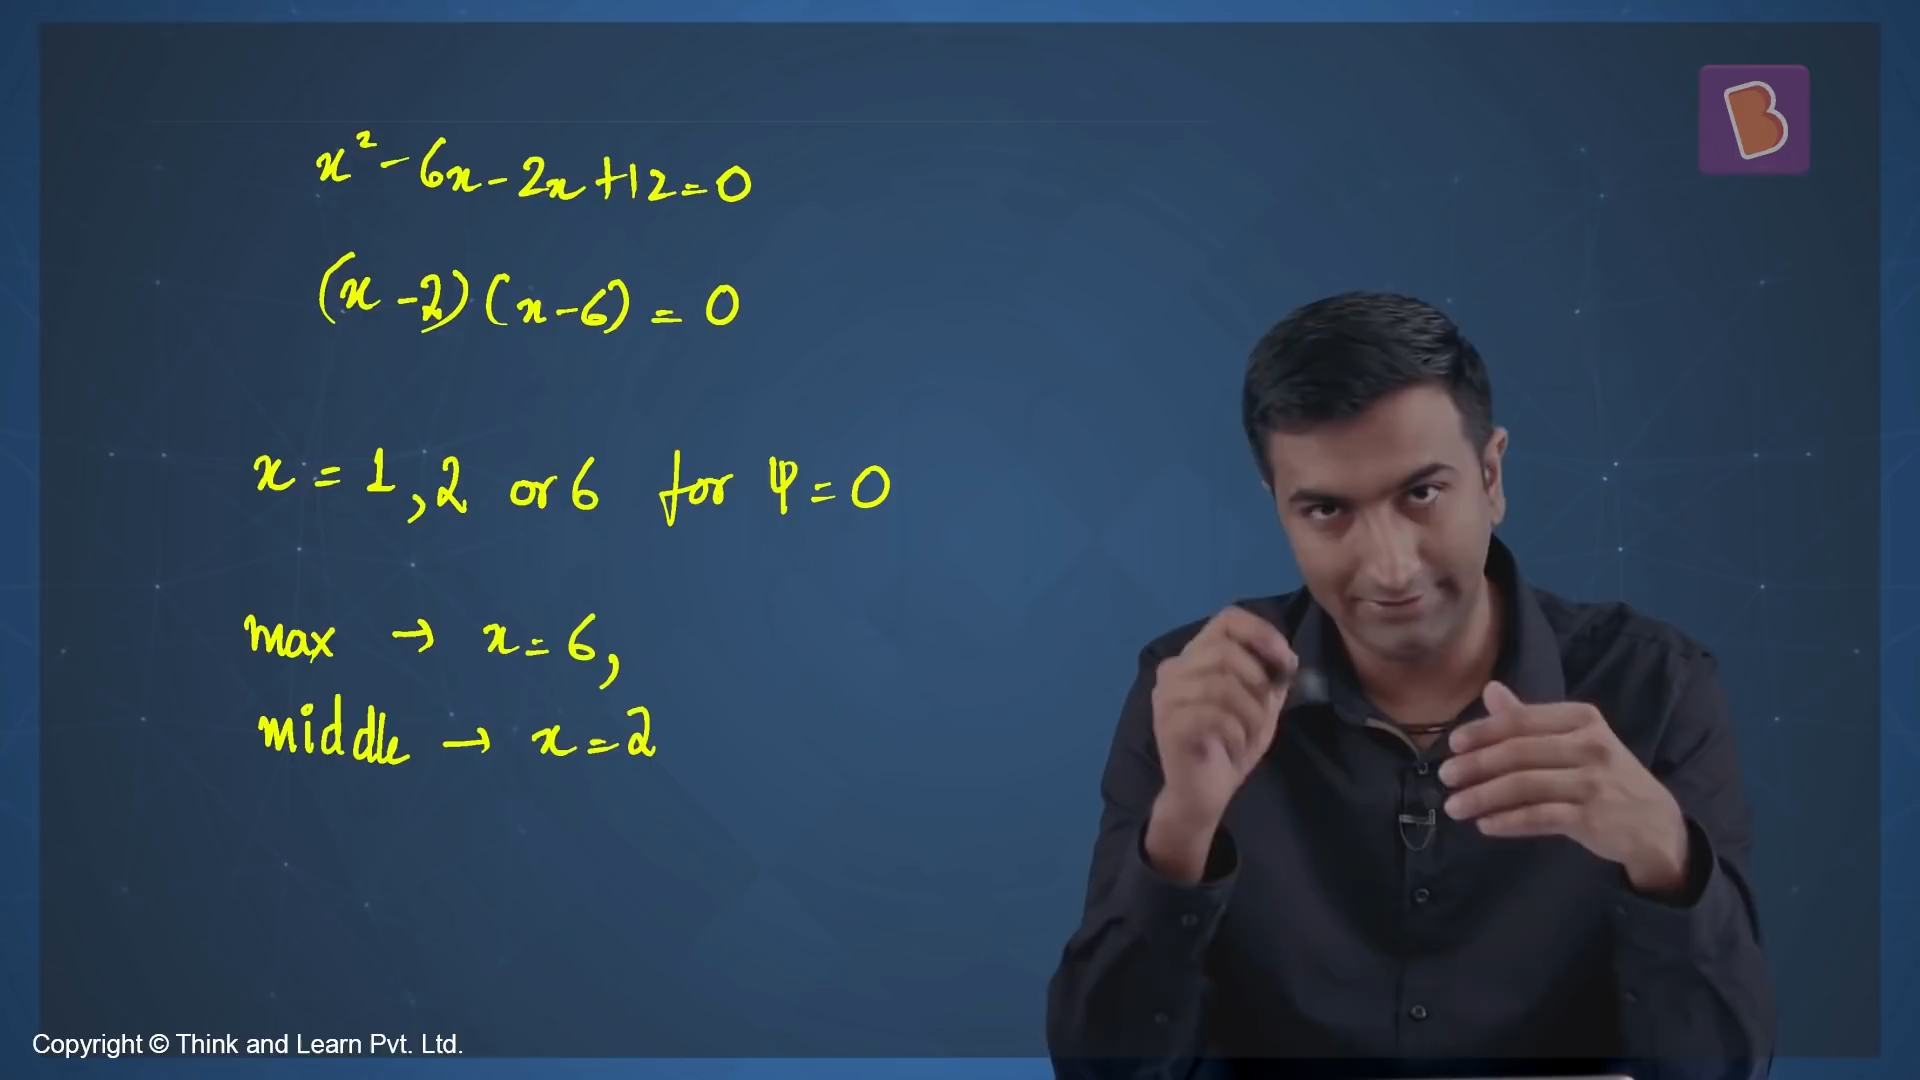 x² - 6x - 2x + 12 = 0
(x - 2) (x - 6) = 0
x = 1, 2 or 6 for ψ = 0
max → x = 6,
middle → x = 2
B
Copyright © Think and Learn Pvt. Ltd.